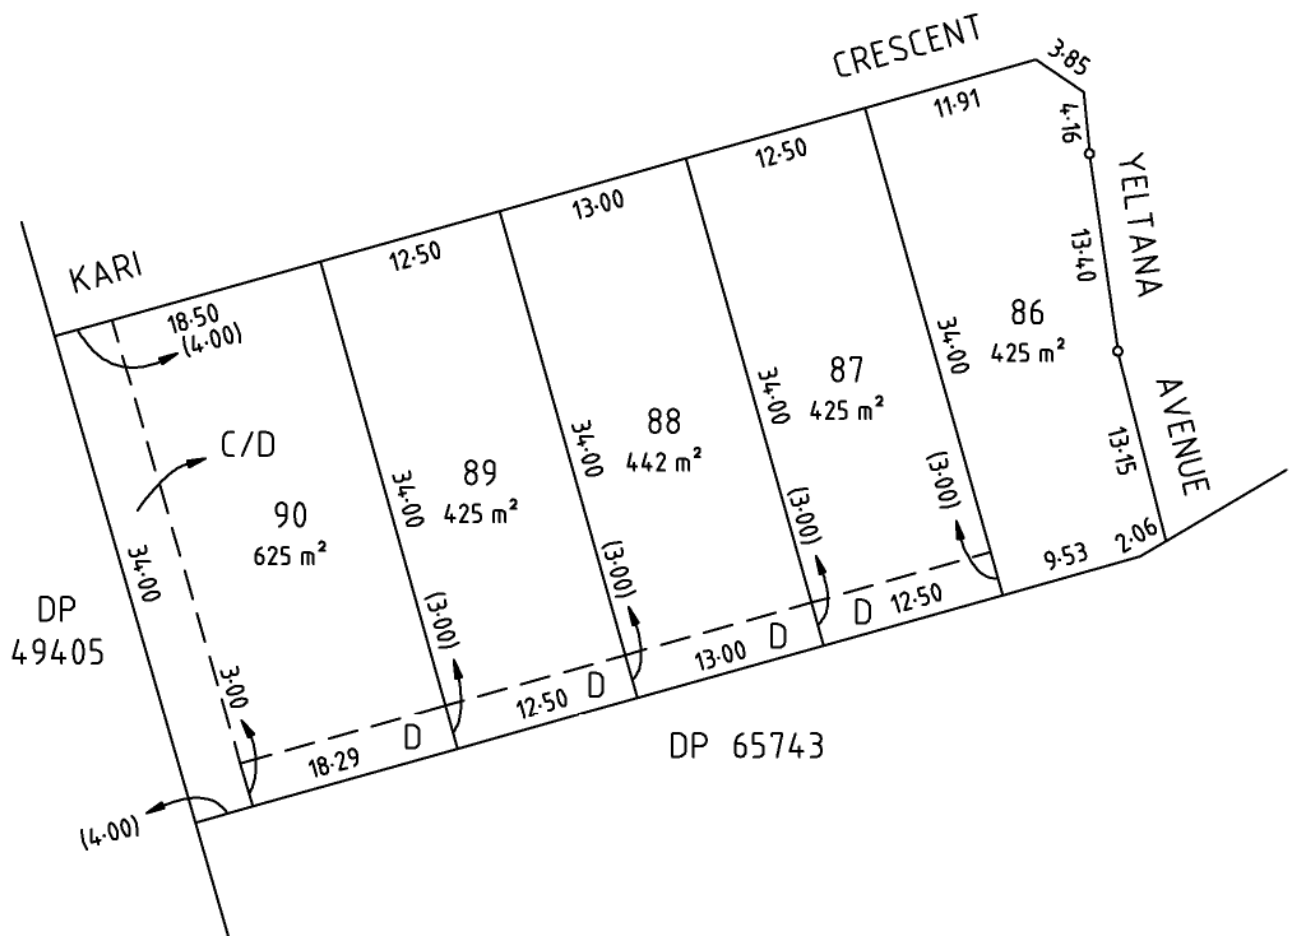 CRESCENT
3·85
11·91
4·16
12·50
YELTANA
13·00
12·50
13·40
KARI
18·50
(4·00)
86
425 m²
34·00
87
425 m²
34·00
AVENUE
88
442 m²
34·00
13·15
C/D
89
425 m²
34·00
(3·00)
(3·00)
90
625 m²
34·00
(3·00)
2·06
9·53
D
12·50
DP
49405
(3·00)
D
13·00
3·00
D
12·50
DP 65743
D
18·29
(4·00)